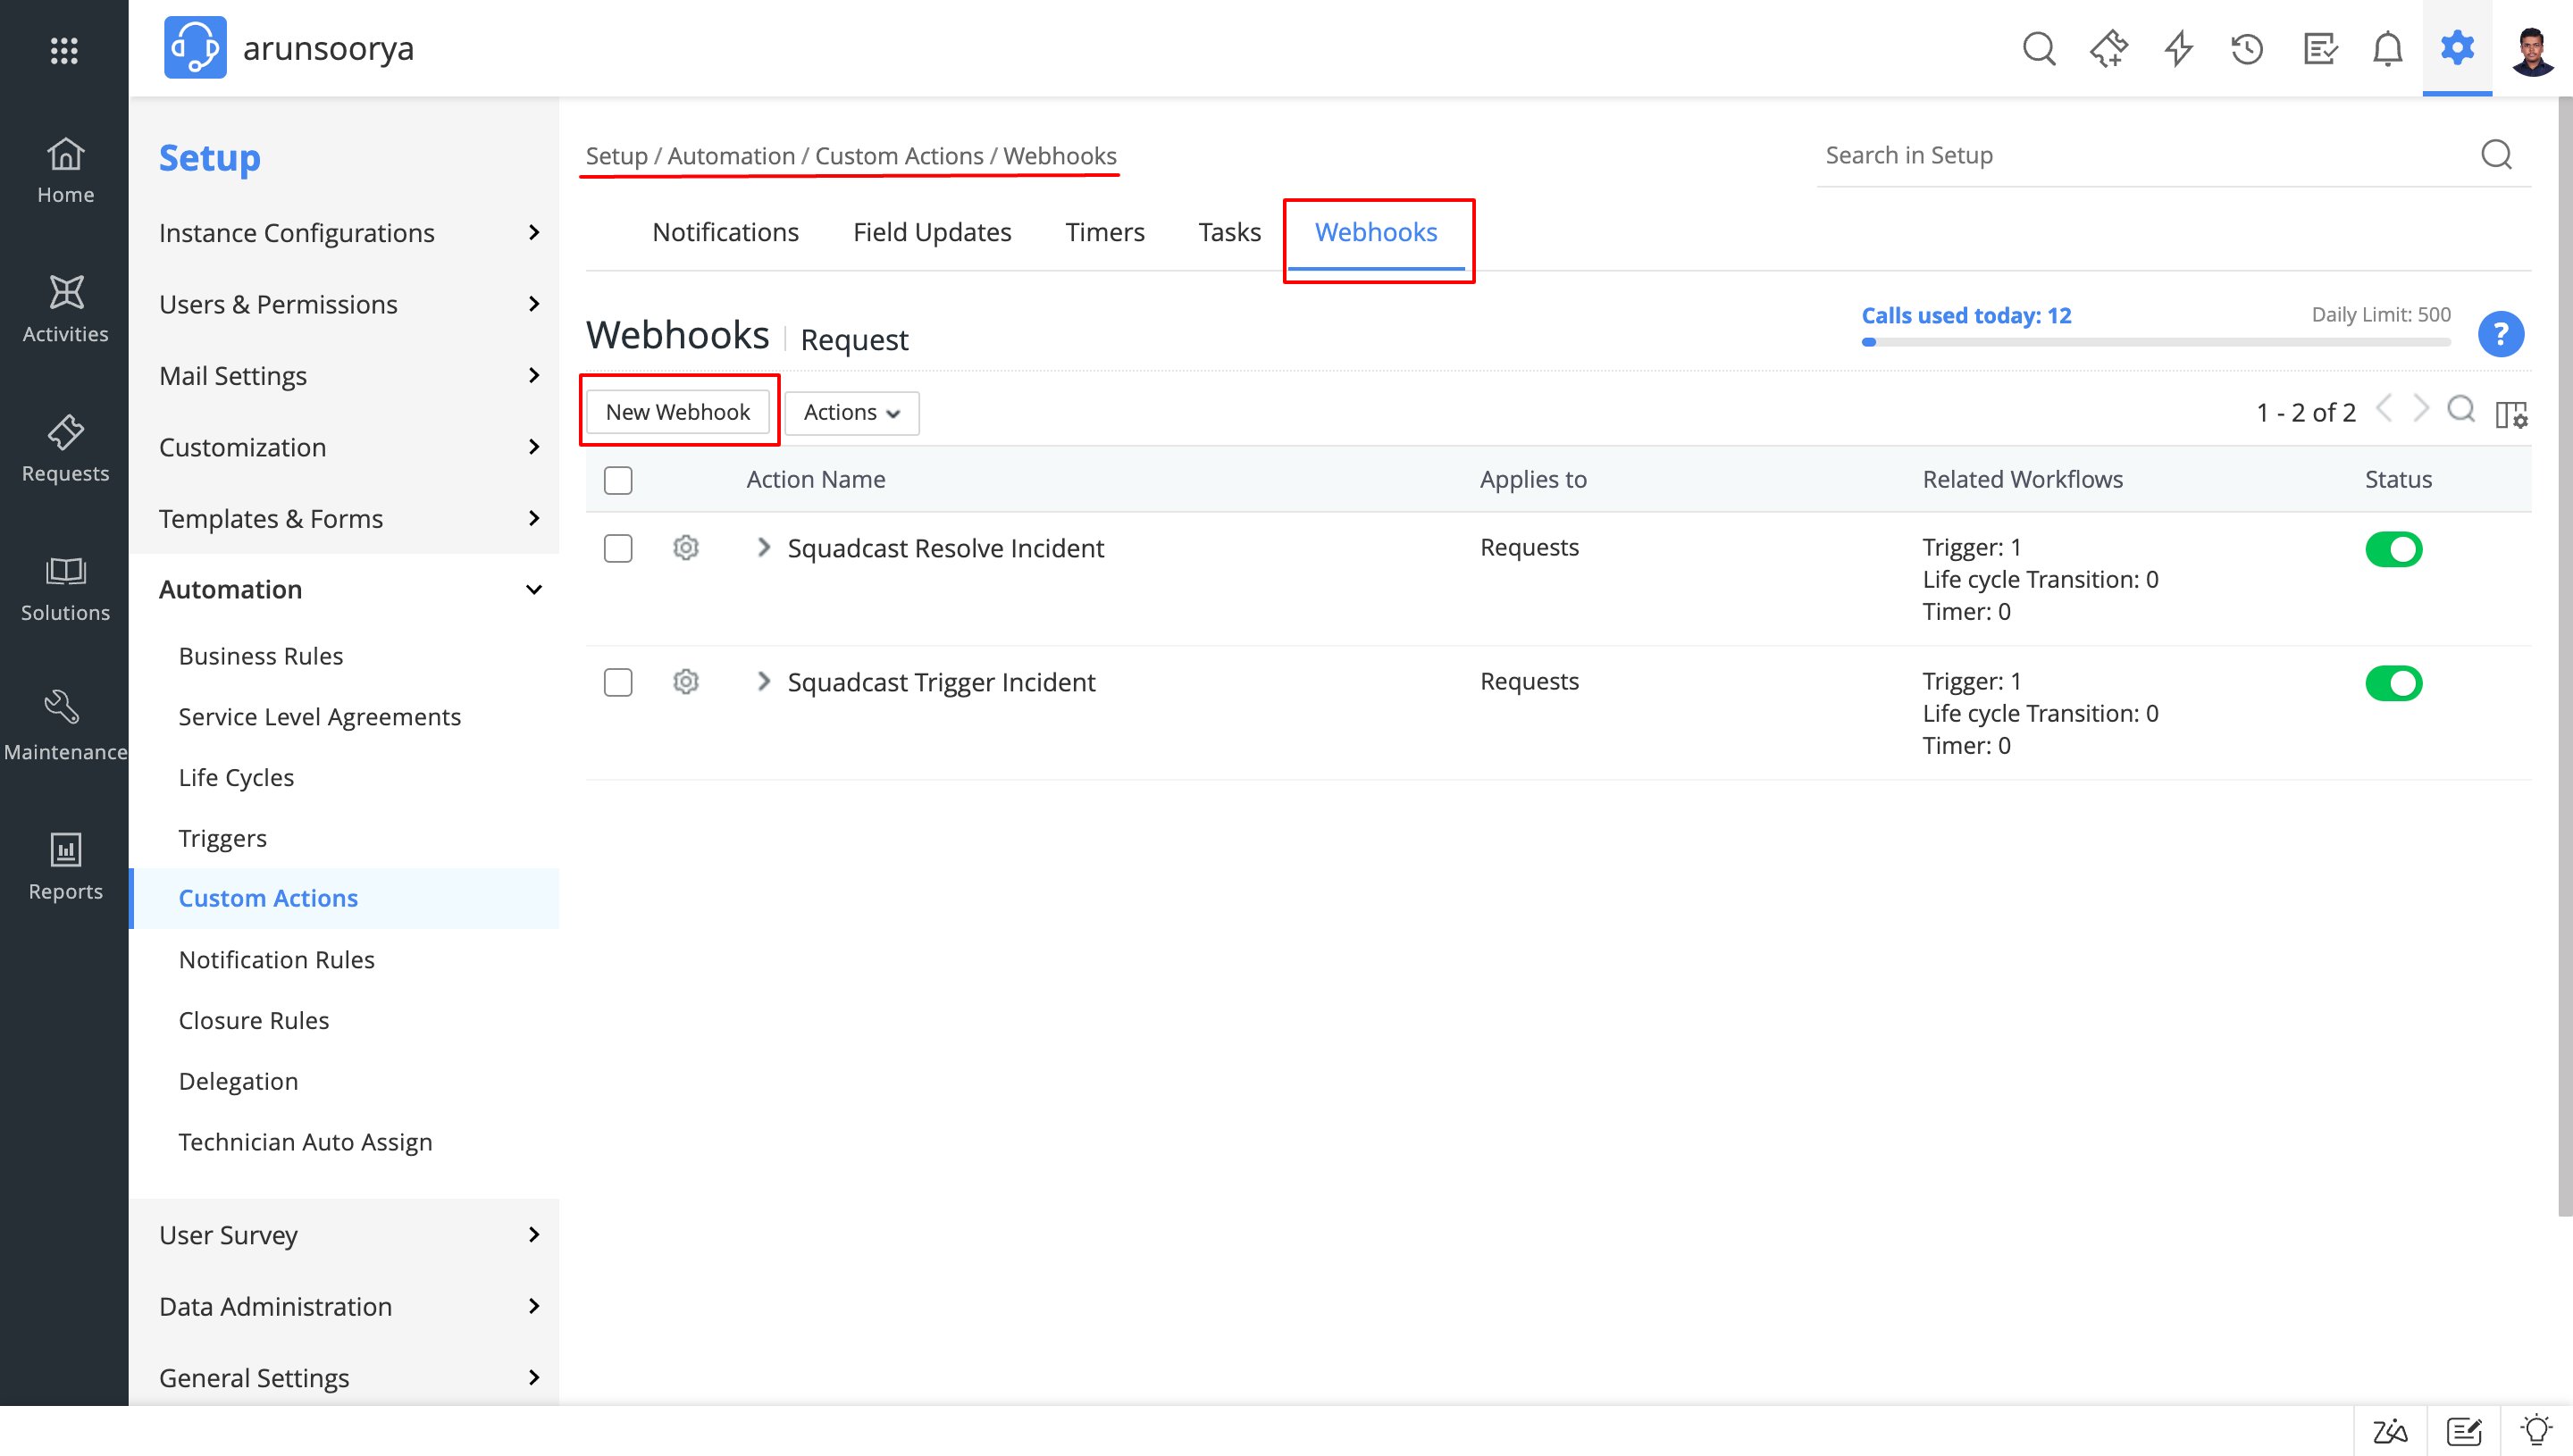 arunsoorya
Home
Activities
Requests
Solutions
Maintenance
Reports
Setup
Instance Configurations
Users & Permissions
Mail Settings
Customization
Templates & Forms
Automation
Business Rules
Service Level Agreements
Life Cycles
Triggers
Custom Actions
Notification Rules
Closure Rules
Delegation
Technician Auto Assign
User Survey
Data Administration
General Settings
Setup / Automation / Custom Actions / Webhooks
Search in Setup
Notifications Field Updates Timers Tasks Webhooks
Webhooks Request
Calls used today: 12 Daily Limit: 500
?
New Webhook Actions
1 - 2 of 2
Action Name Applies to Related Workflows Status
Squadcast Resolve Incident Requests Trigger: 1
Life cycle Transition: 0
Timer: 0
Squadcast Trigger Incident Requests Trigger: 1
Life cycle Transition: 0
Timer: 0
Zia